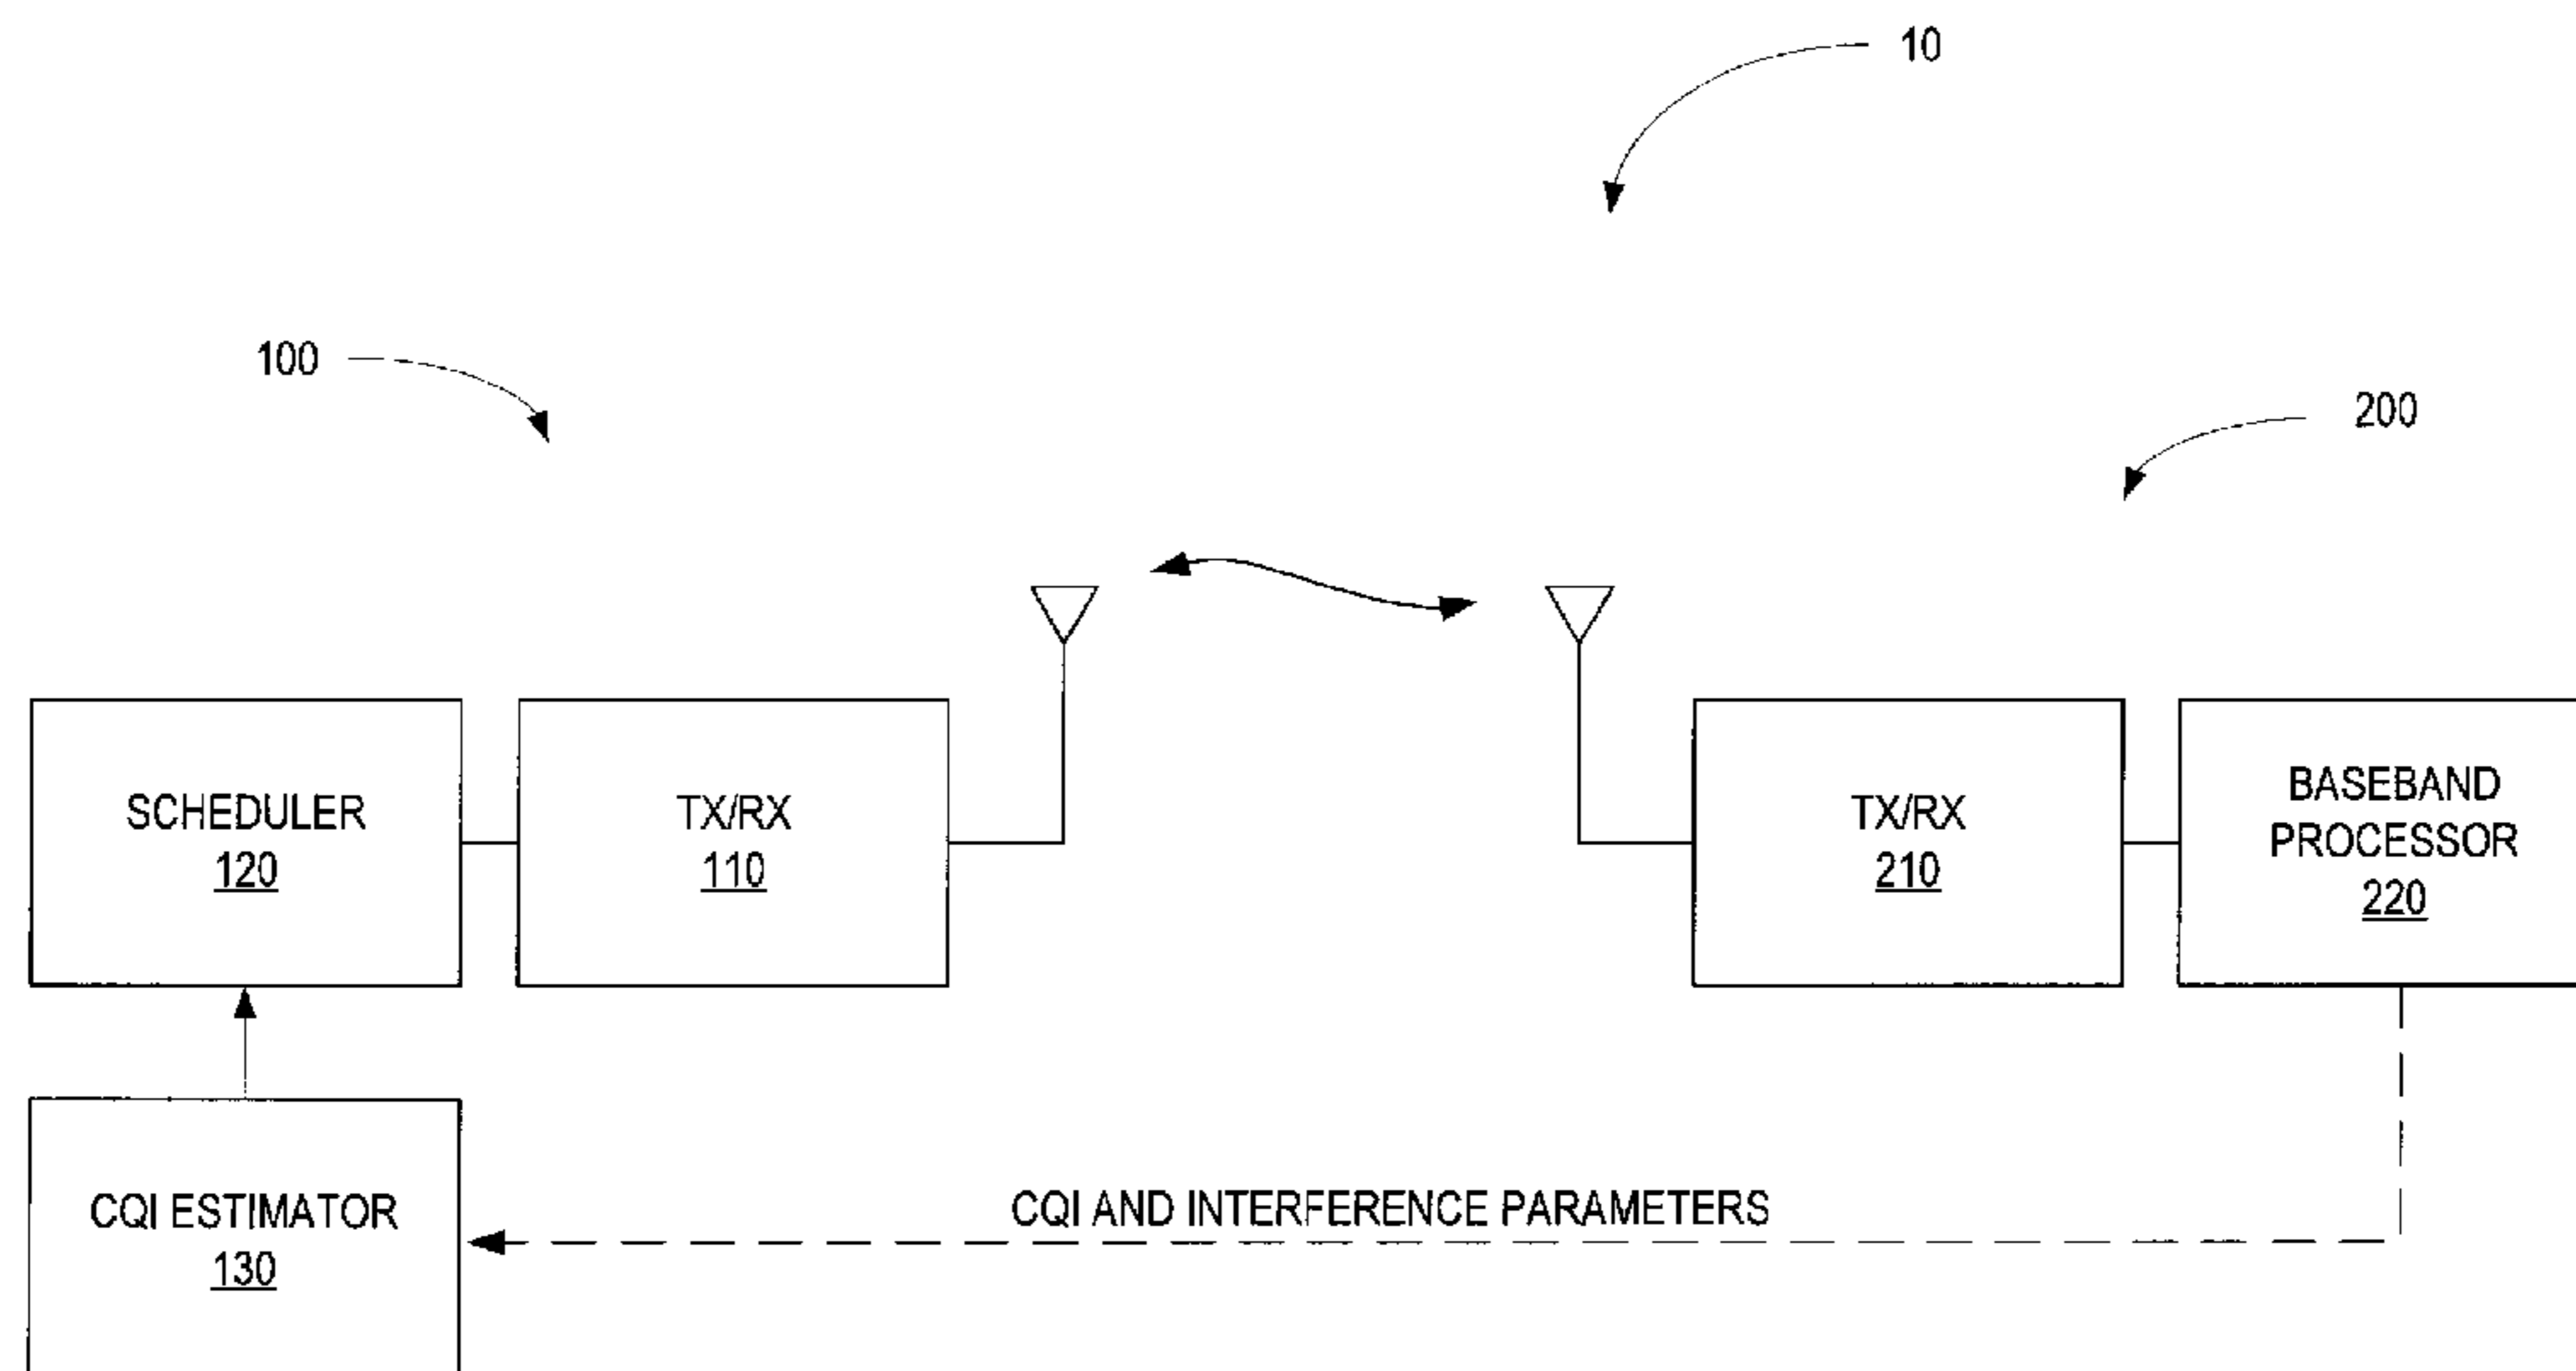 10
100
200
SCHEDULER
120
TX/RX
110
TX/RX
210
BASEBAND
PROCESSOR
220
CQI ESTIMATOR
130
CQI AND INTERFERENCE PARAMETERS